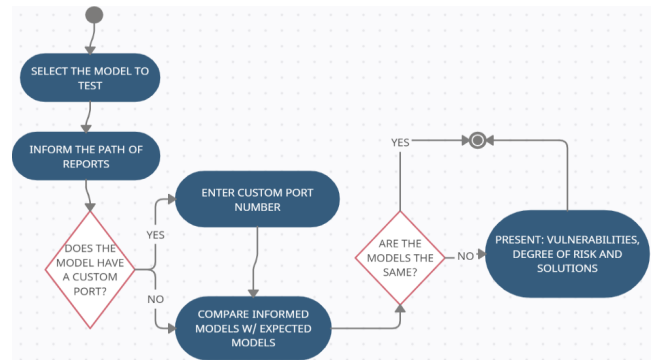 SELECT THE MODEL TO
TEST
INFORM THE PATH OF
REPORTS
DOES THE
MODEL HAVE
A CUSTOM
PORT?
YES
NO
ENTER CUSTOM PORT
NUMBER
COMPARE INFORMED
MODELS W/ EXPECTED
MODELS
ARE THE
MODELS THE
SAME?
YES
NO
PRESENT: VULNERABILITIES,
DEGREE OF RISK AND
SOLUTIONS